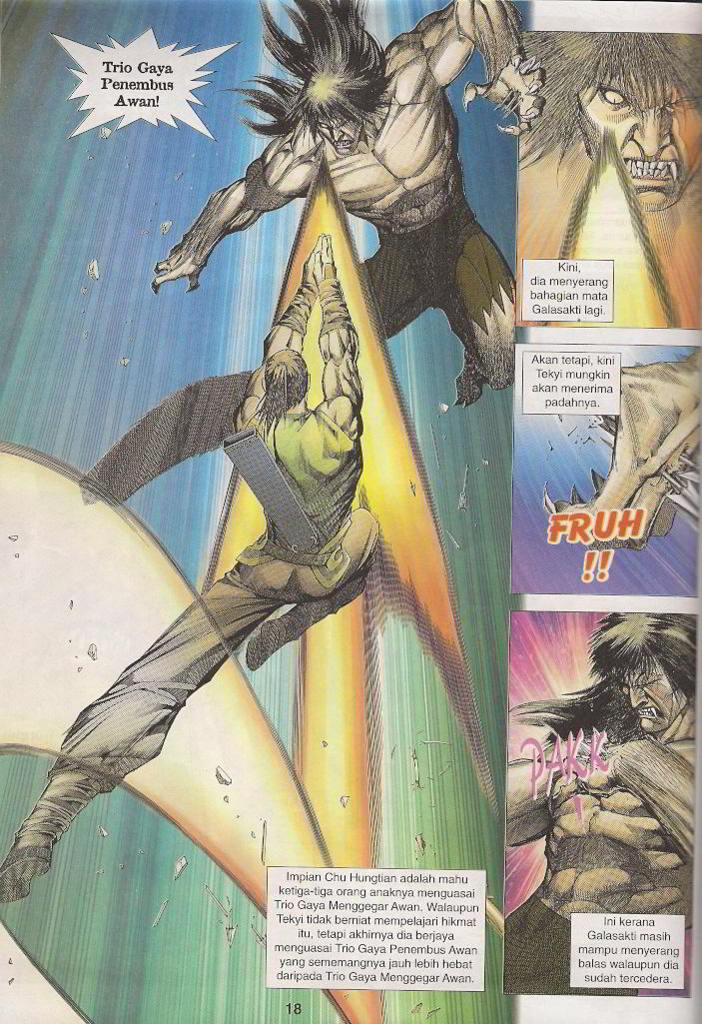 Trio Gaya
Penembus
Awan!
Kini,
dia menyerang
bahagian mata
Galasakti lagi.
Akan tetapi, kini
Tekyi mungkin
akan menerima
padahnya.
FRUH
!!
PAKK
!
Impian Chu Hungtian adalah mahu
ketiga-tiga orang anaknya menguasai
Trio Gaya Menggegar Awan. Walaupun
Tekyi tidak berniat mempelajari hikmat
itu, tetapi akhirnya dia berjaya
menguasai Trio Gaya Penembus Awan
yang sememangnya jauh lebih hebat
daripada Trio Gaya Menggegar Awan.
Ini kerana
Galasakti masih
mampu menyerang
balas walaupun dia
sudah tercedera.
18